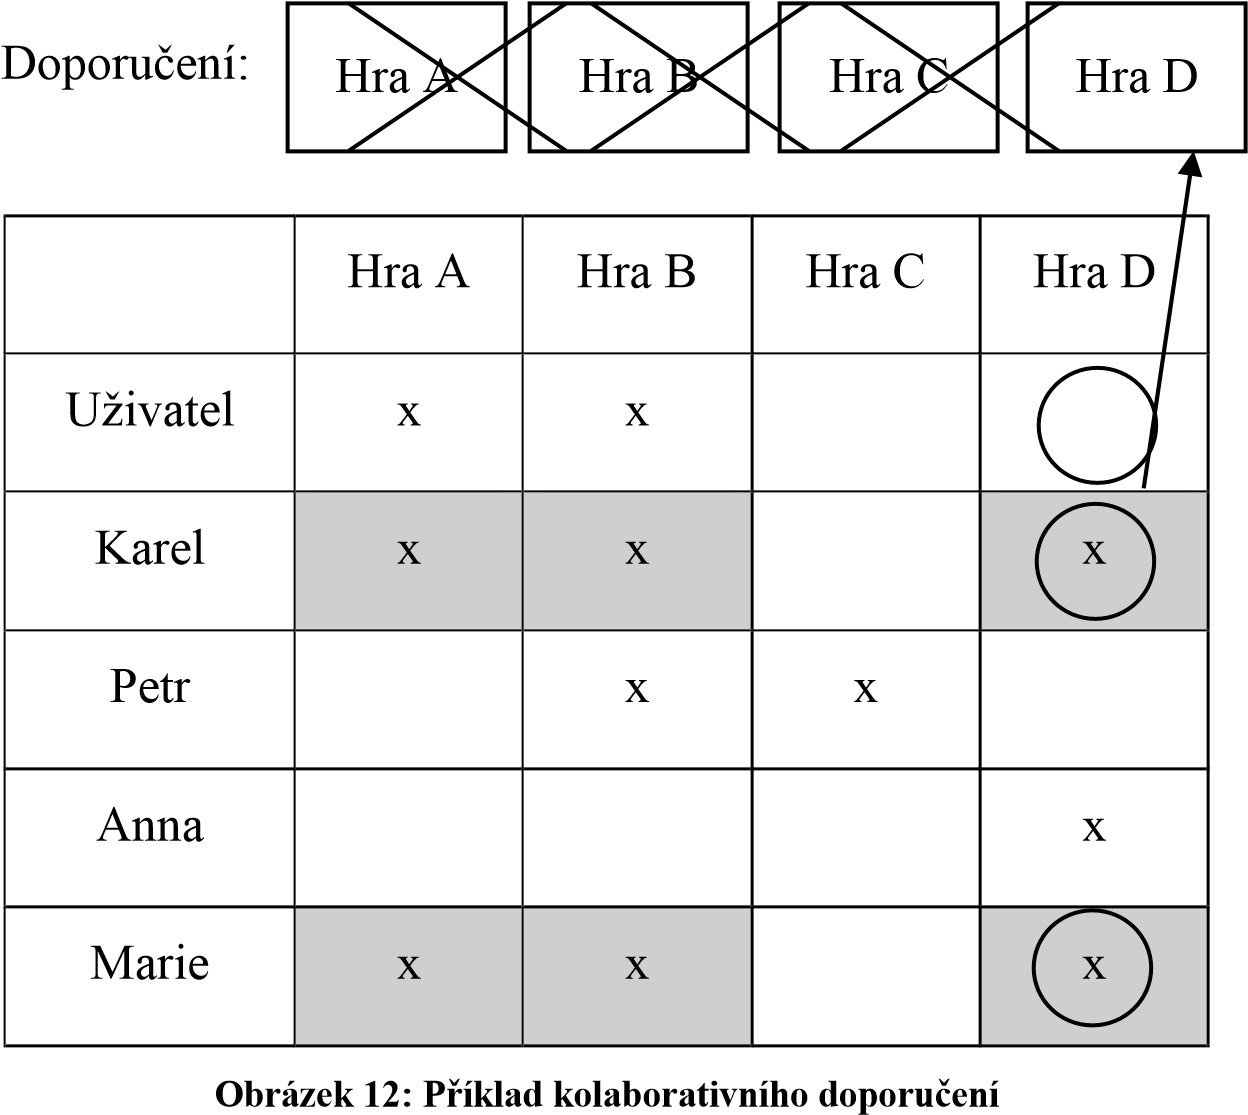 Doporučení: Hra A Hra B Hra C Hra D
Hra A Hra B Hra C Hra D
Uživatel x x
Karel x x x
Petr x x
Anna x
Marie x x x
Obrázek 12: Příklad kolaborativního doporučení